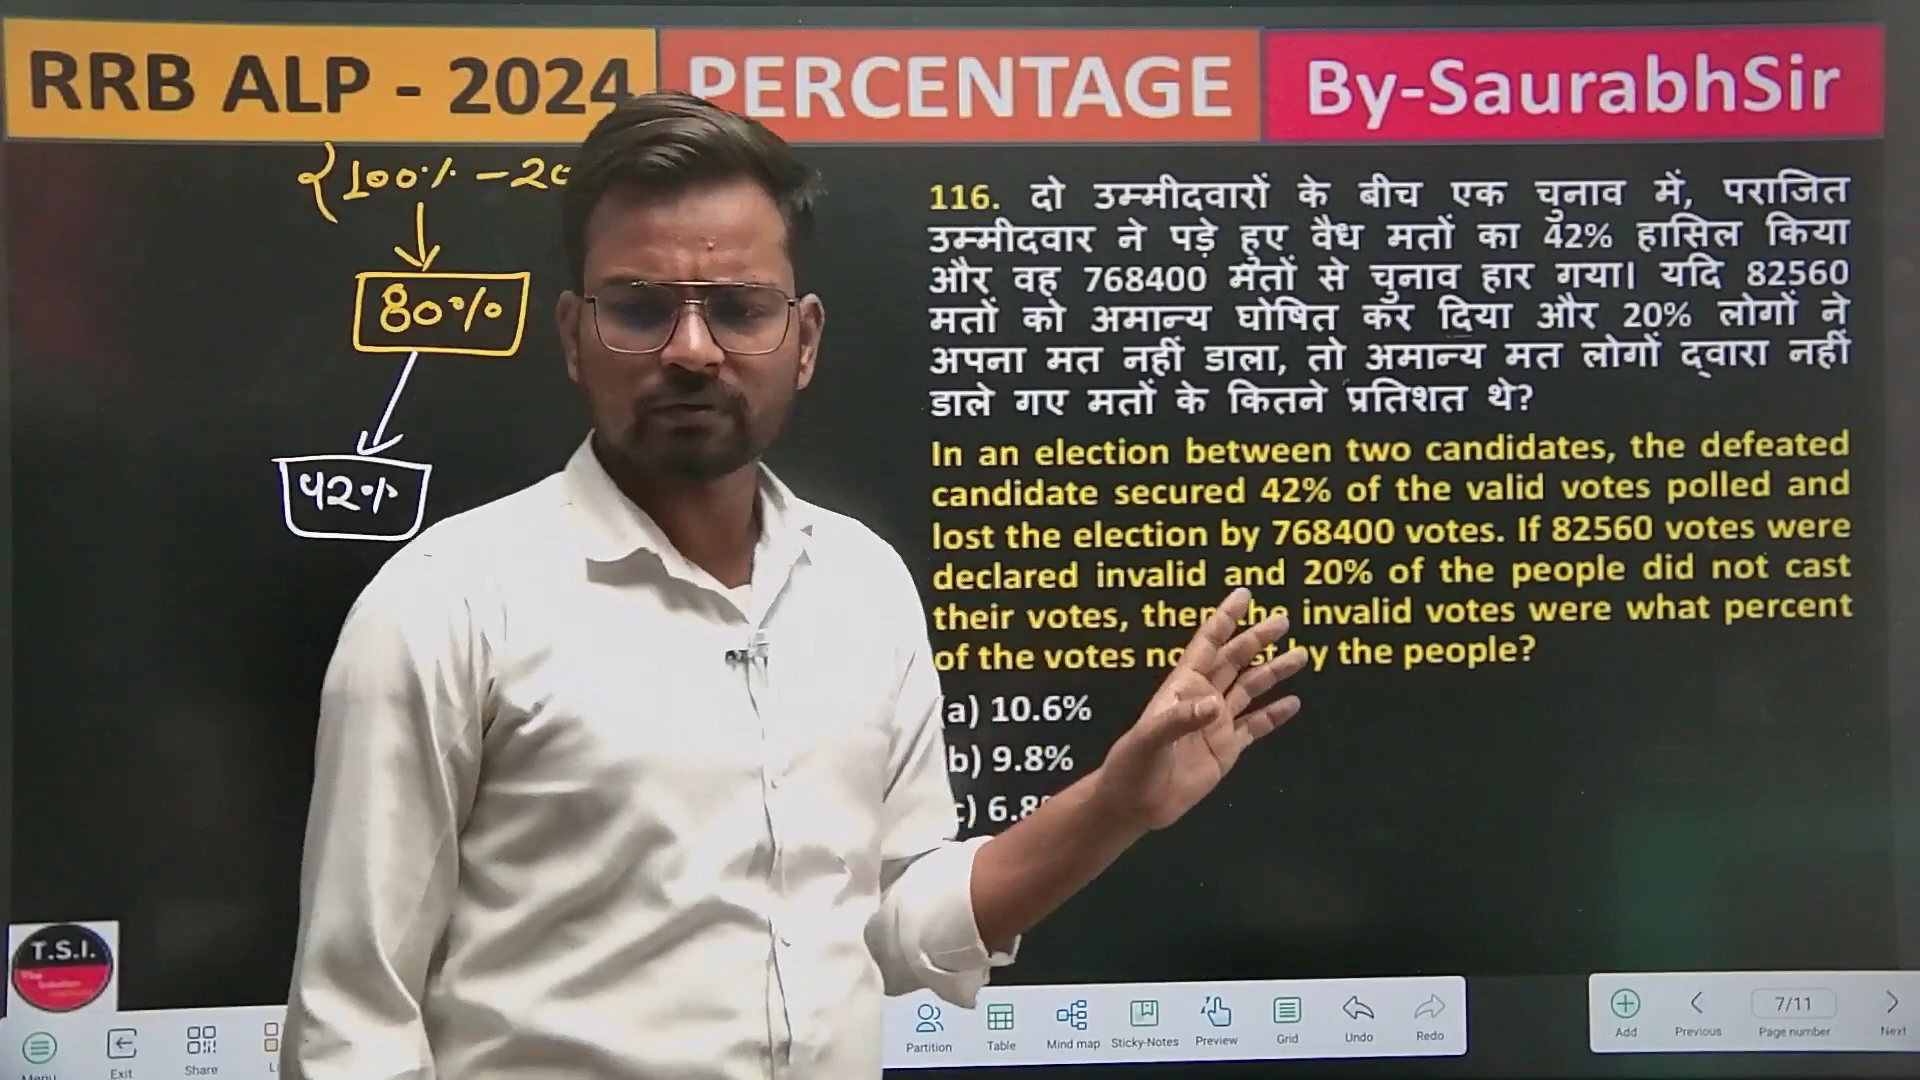 RRB ALP - 2024
PERCENTAGE
By-SaurabhSir
100% - 20
80%
42%
116. दो उम्मीदवारों के बीच एक चुनाव में, पराजित
उम्मीदवार ने पड़े हुए वैध मतों का 42% हासिल किया
और वह 768400 मतों से चुनाव हार गया। यदि 82560
मतों को अमान्य घोषित कर दिया और 20% लोगों ने
अपना मत नहीं डाला, तो अमान्य मत लोगों द्वारा नहीं
डाले गए मतों के कितने प्रतिशत थे?
In an election between two candidates, the defeated
candidate secured 42% of the valid votes polled and
lost the election by 768400 votes. If 82560 votes were
declared invalid and 20% of the people did not cast
their votes, then the invalid votes were what percent
of the votes by the people?
(a) 10.6%
b) 9.8%
) 6.8
T.S.I.
The
Menu
Exit
Share
Partition
Table
Mind map
Sticky-Notes
Preview
Grid
Undo
Redo
Add
Previous
7/11
Page number
Next